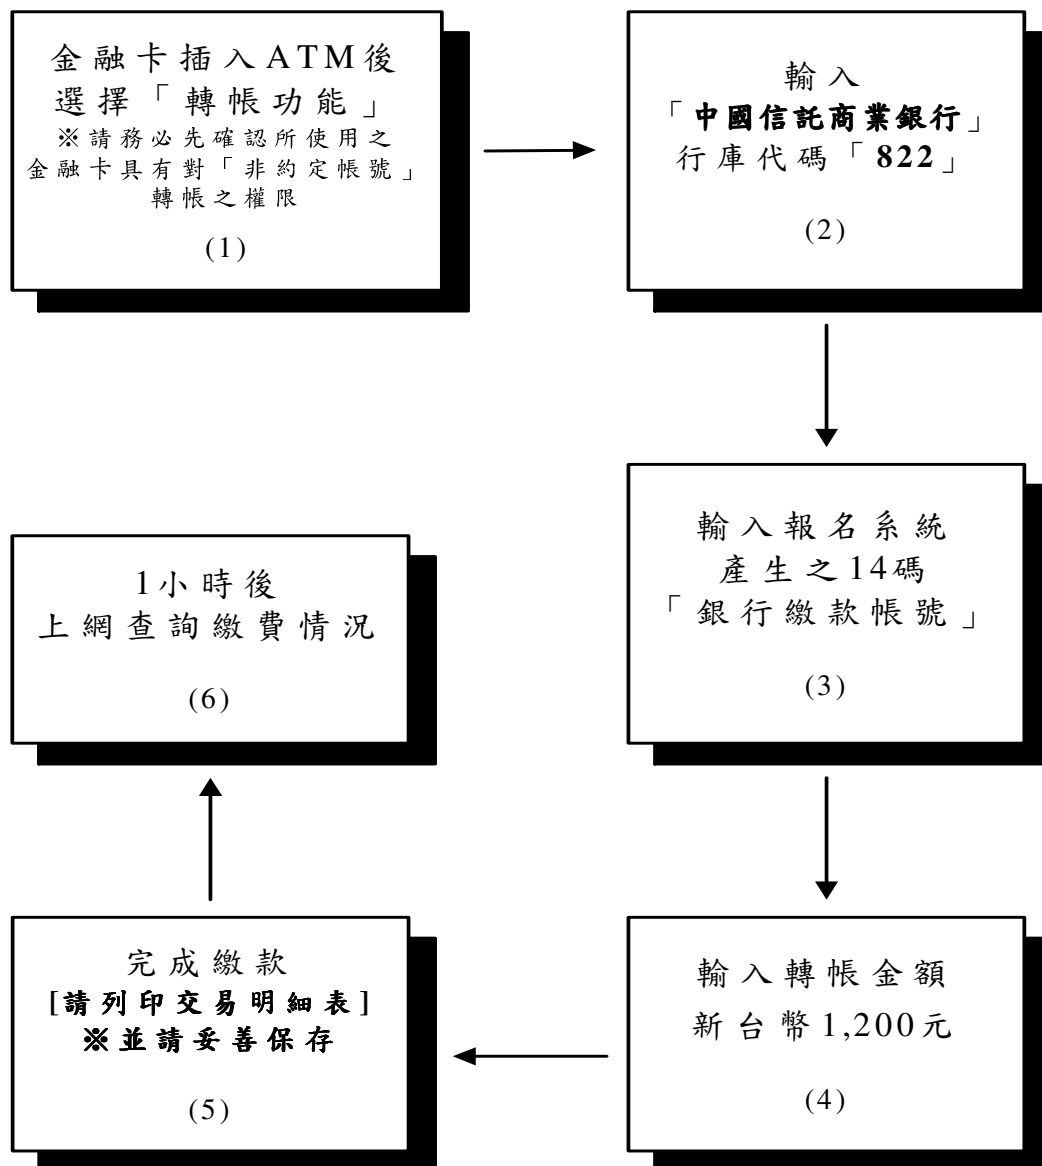 金融卡插入ATM後
選擇「轉帳功能」
※請務必先確認所使用之
金融卡具有對「非約定帳號」
轉帳之權限
(1)
輸入
「中國信託商業銀行」
行庫代碼「822」
(2)
輸入報名系統
產生之14碼
「銀行繳款帳號」
(3)
輸入轉帳金額
新台幣1,200元
(4)
完成繳款
[請列印交易明細表]
※並請妥善保存
(5)
1小時後
上網查詢繳費情況
(6)